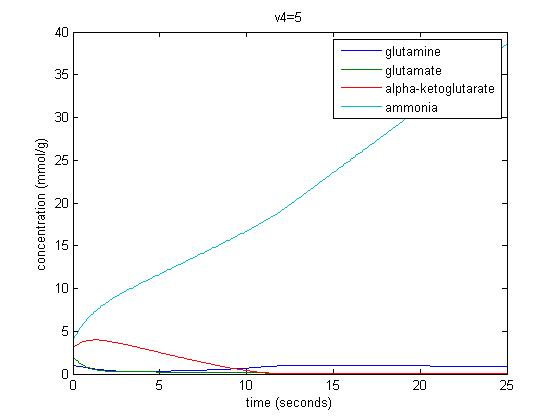 v4=5
40
35
30
25
20
15
10
5
0
concentration (mmol/g)
glutamine
glutamate
alpha-ketoglutarate
ammonia
0 5 10 15 20 25
time (seconds)